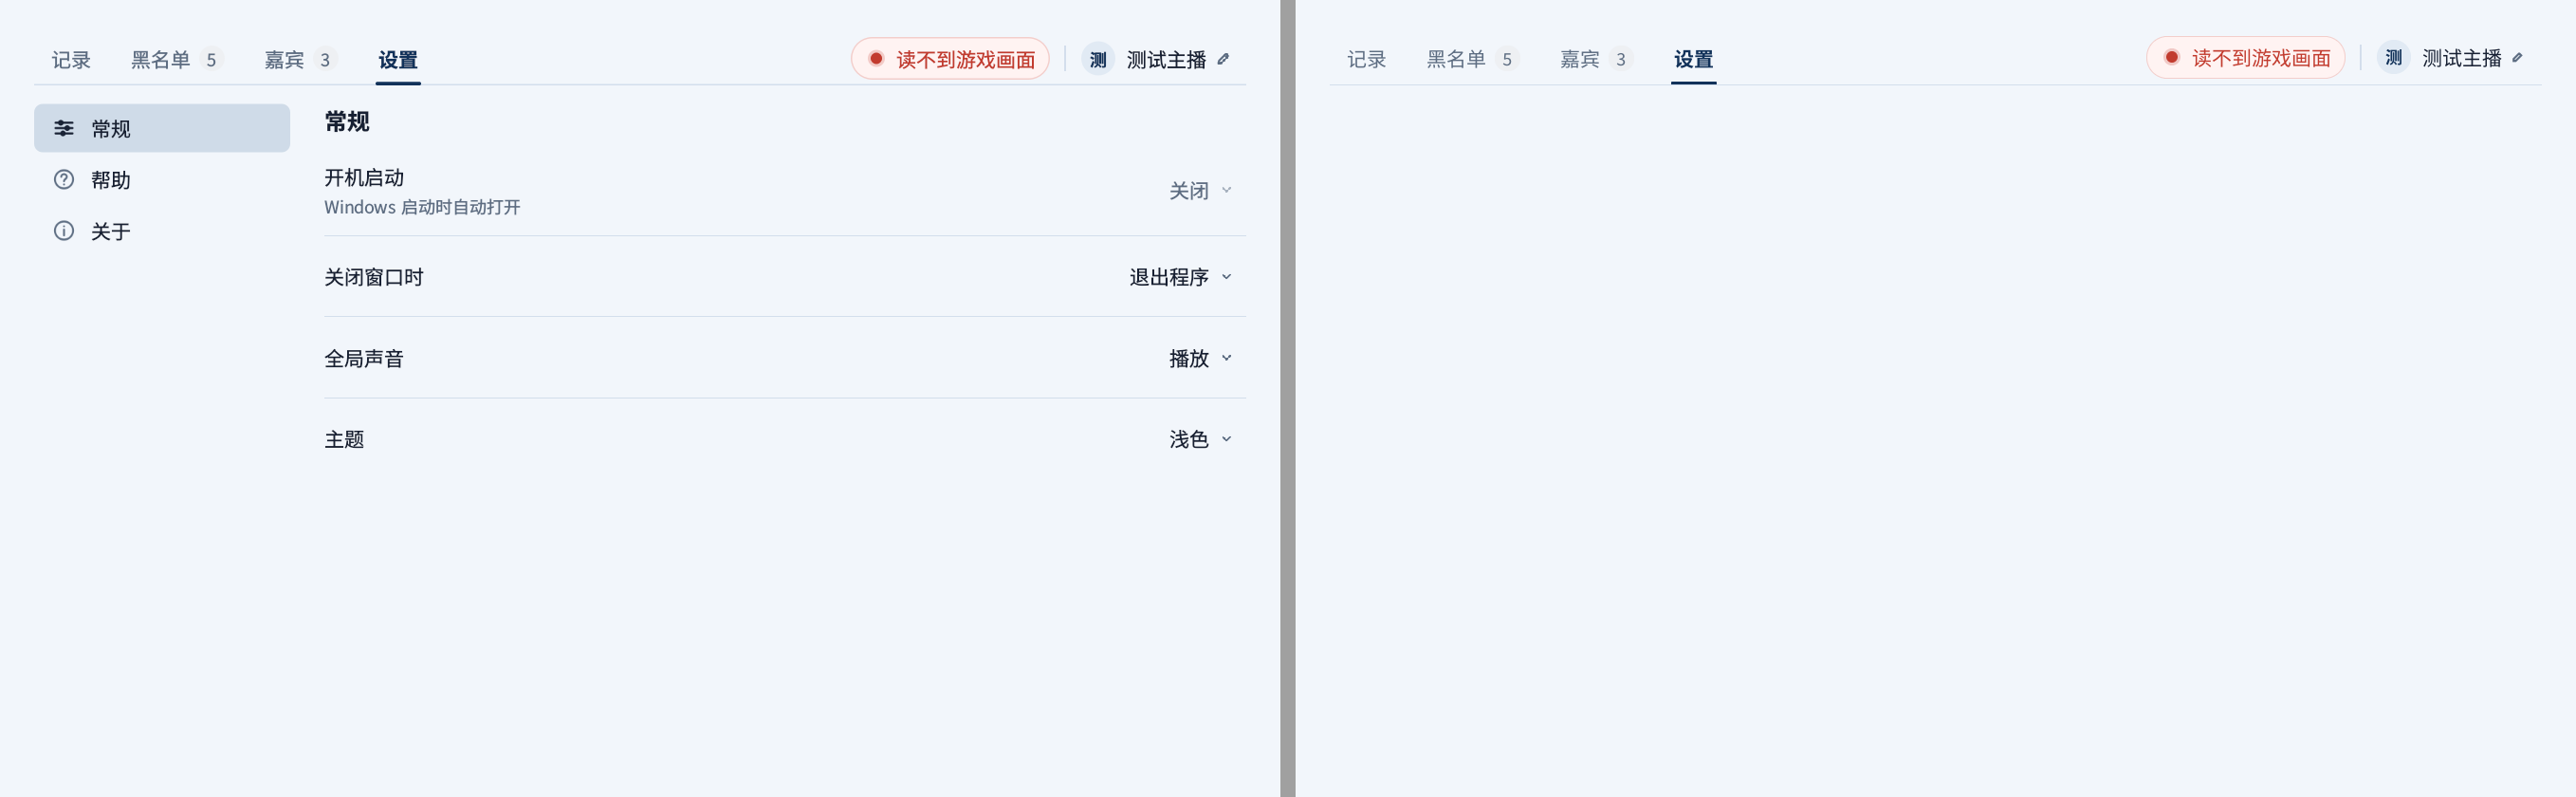 记录 黑名单 5 嘉宾 3 设置 读不到游戏画面 测 测试主播
常规
帮助
关于
常规
开机启动 关闭
Windows 启动时自动打开
关闭窗口时 退出程序
全局声音 播放
主题 浅色
记录 黑名单 5 嘉宾 3 设置 读不到游戏画面 测 测试主播